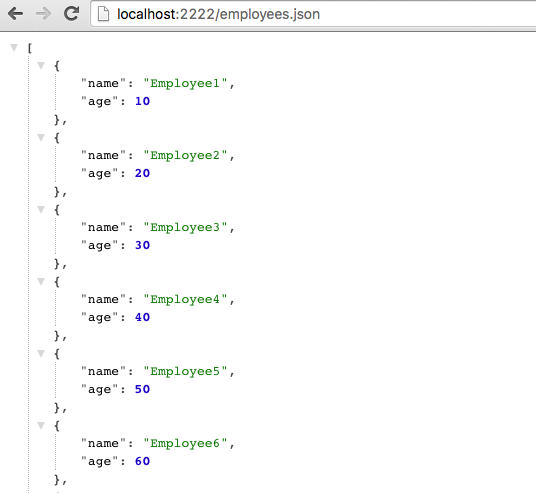 localhost:2222/employees.json
[
{
"name": "Employee1",
"age": 10
},
{
"name": "Employee2",
"age": 20
},
{
"name": "Employee3",
"age": 30
},
{
"name": "Employee4",
"age": 40
},
{
"name": "Employee5",
"age": 50
},
{
"name": "Employee6",
"age": 60
},